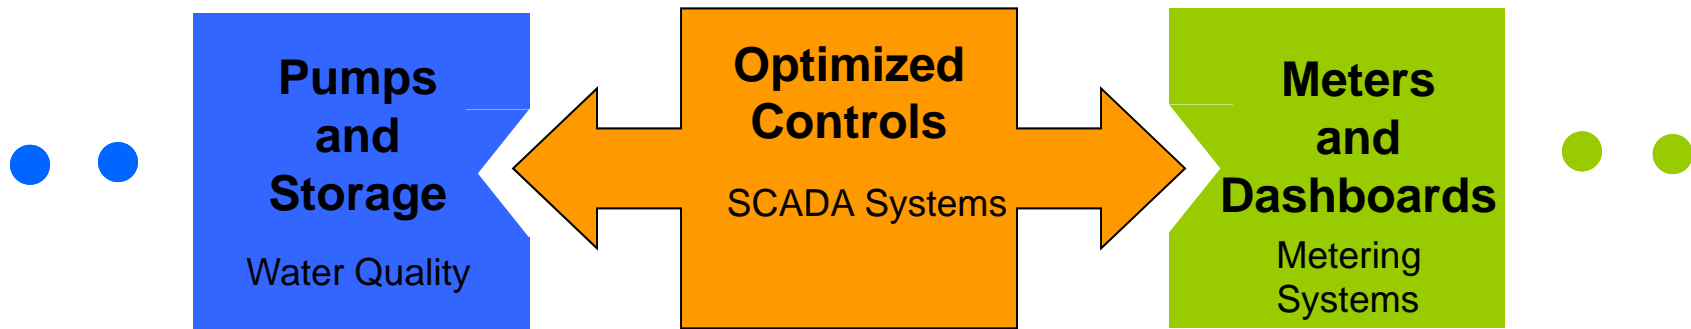 Pumps
and
Storage
Water Quality
Optimized
Controls
SCADA Systems
Meters
and
Dashboards
Metering
Systems